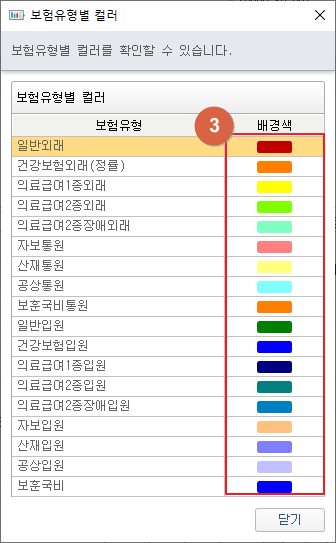 보험유형별 컬러
보험유형별 컬러를 확인할 수 있습니다.
보험유형별 컬러
보험유형 배경색
3
일반외래
건강보험외래(정률)
의료급여1종외래
의료급여2종외래
의료급여2종장애외래
자보통원
산재통원
공상통원
보훈국비통원
일반입원
건강보험입원
의료급여1종입원
의료급여2종입원
의료급여2종장애입원
자보입원
산재입원
공상입원
보훈국비
닫기